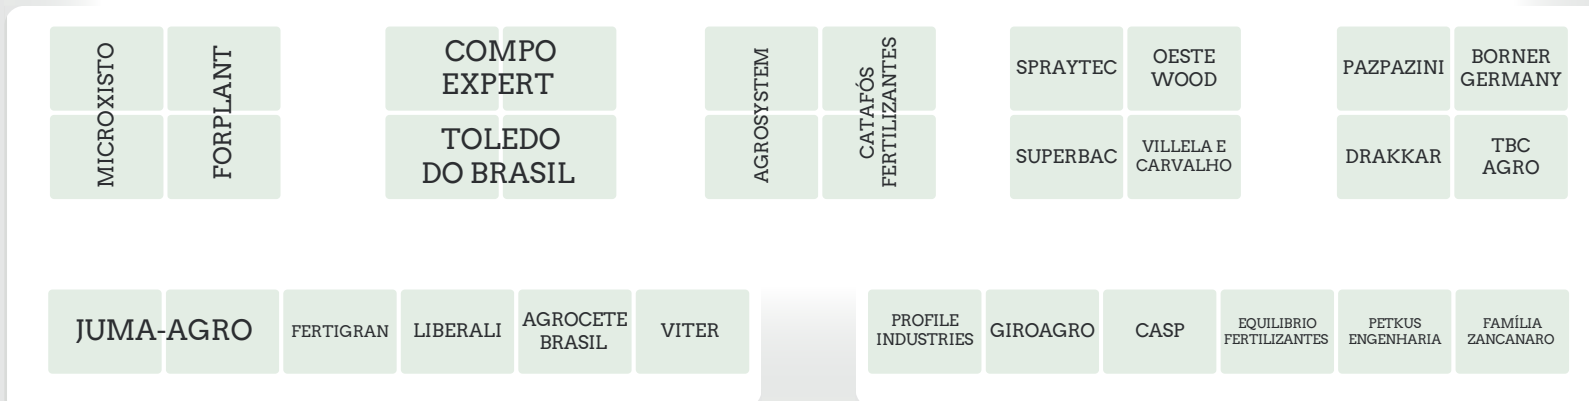 MICROXISTO
FORPLANT
COMPO
EXPERT
TOLEDO
DO BRASIL
AGROSYSTEM
CATAFÓS
FERTILIZANTES
SPRAYTEC
OESTE
WOOD
SUPERBAC
VILLELA E
CARVALHO
PAZPAZINI
BORNER
GERMANY
DRAKKAR
TBC
AGRO
JUMA-AGRO
FERTIGRAN
LIBERALI
AGROCETE
BRASIL
VITER
PROFILE
INDUSTRIES
GIROAGRO
CASP
EQUILIBRIO
FERTILIZANTES
PETKUS
ENGENHARIA
FAMÍLIA
ZANCANARO